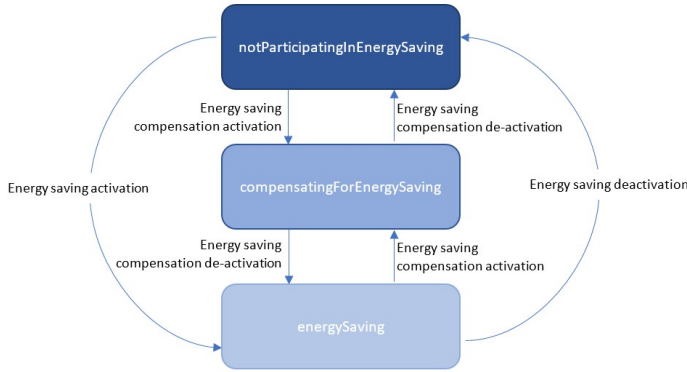 notParticipatingInEnergySaving
Energy saving
compensation activation
Energy saving
compensation de-activation
Energy saving activation
compensatingForEnergySaving
Energy saving deactivation
Energy saving
compensation de-activation
Energy saving
compensation activation
energySaving